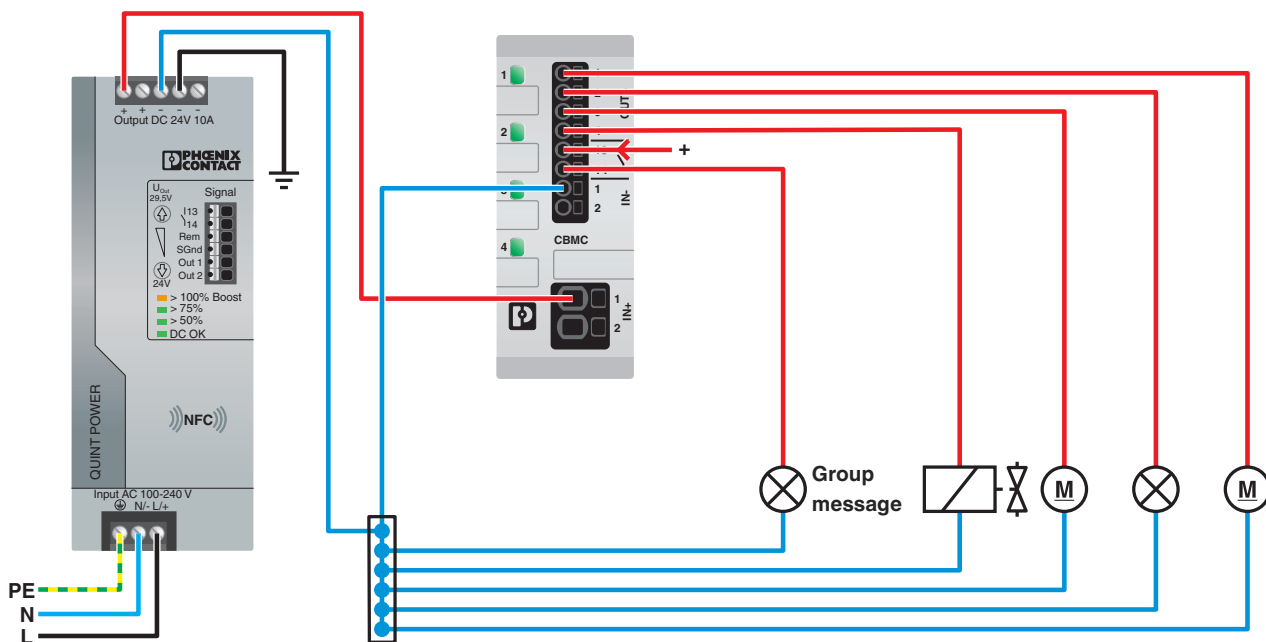 + + - - -
Output DC 24V 10A
PHŒNIX
CONTACT
UOut
29,5V
Signal
13
14
Rem
SGnd
Out 1
Out 2
24V
> 100% Boost
> 75%
> 50%
DC OK
QUINT POWER
NFC
Input AC 100-240 V
N/- L/+
PE
N
L
1
2
4
+
1
2
IN-
CBMC
1
2
IN+
Group
message
M
M